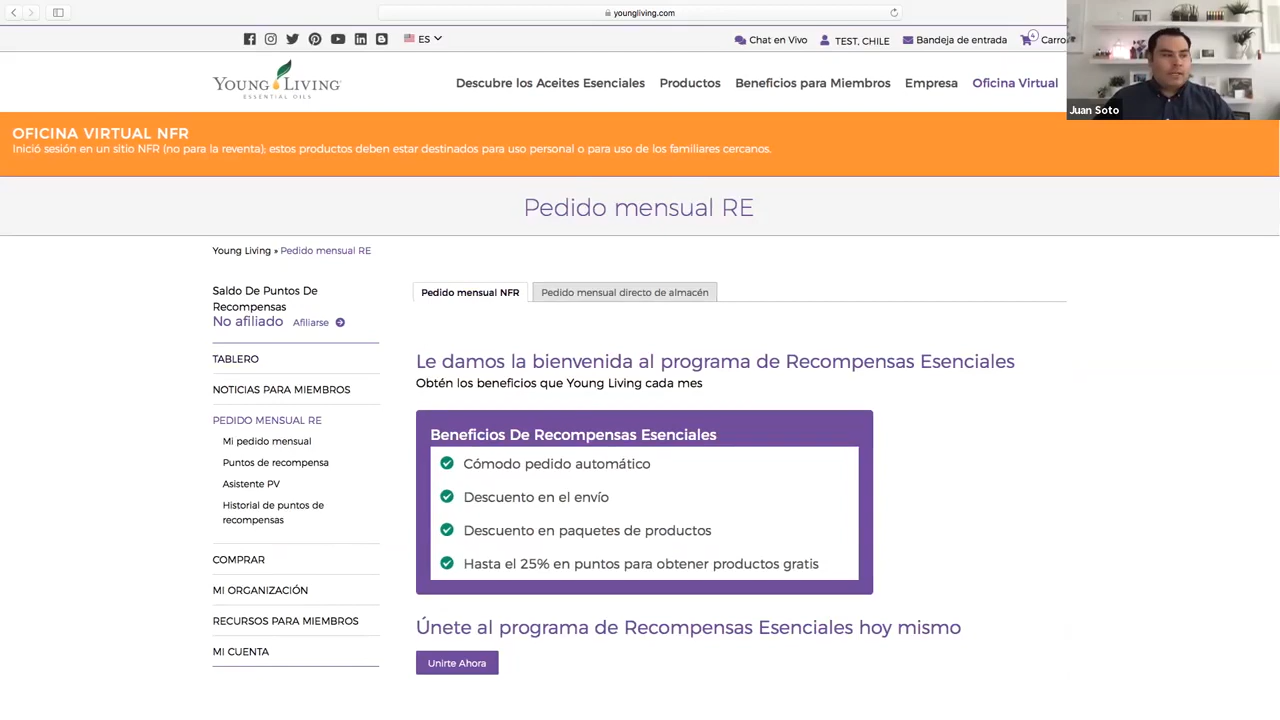 youngliving.com
ES
Chat en Vivo
TEST, CHILE
Bandeja de entrada
4
Carro
YOUNG LIVING
ESSENTIAL OILS
Descubre los Aceites Esenciales
Productos
Beneficios para Miembros
Empresa
Oficina Virtual
Juan Soto
OFICINA VIRTUAL NFR
Inició sesión en un sitio NFR (no para la reventa); estos productos deben estar destinados para uso personal o para uso de los familiares cercanos.
Pedido mensual RE
Young Living » Pedido mensual RE
Saldo De Puntos De
Recompensas
No afiliado Afiliarse
TABLERO
NOTICIAS PARA MIEMBROS
PEDIDO MENSUAL RE
Mi pedido mensual
Puntos de recompensa
Asistente PV
Historial de puntos de
recompensas
COMPRAR
MI ORGANIZACIÓN
RECURSOS PARA MIEMBROS
MI CUENTA
Pedido mensual NFR
Pedido mensual directo de almacén
Le damos la bienvenida al programa de Recompensas Esenciales
Obtén los beneficios que Young Living cada mes
Beneficios De Recompensas Esenciales
Cómodo pedido automático
Descuento en el envío
Descuento en paquetes de productos
Hasta el 25% en puntos para obtener productos gratis
Únete al programa de Recompensas Esenciales hoy mismo
Unirte Ahora